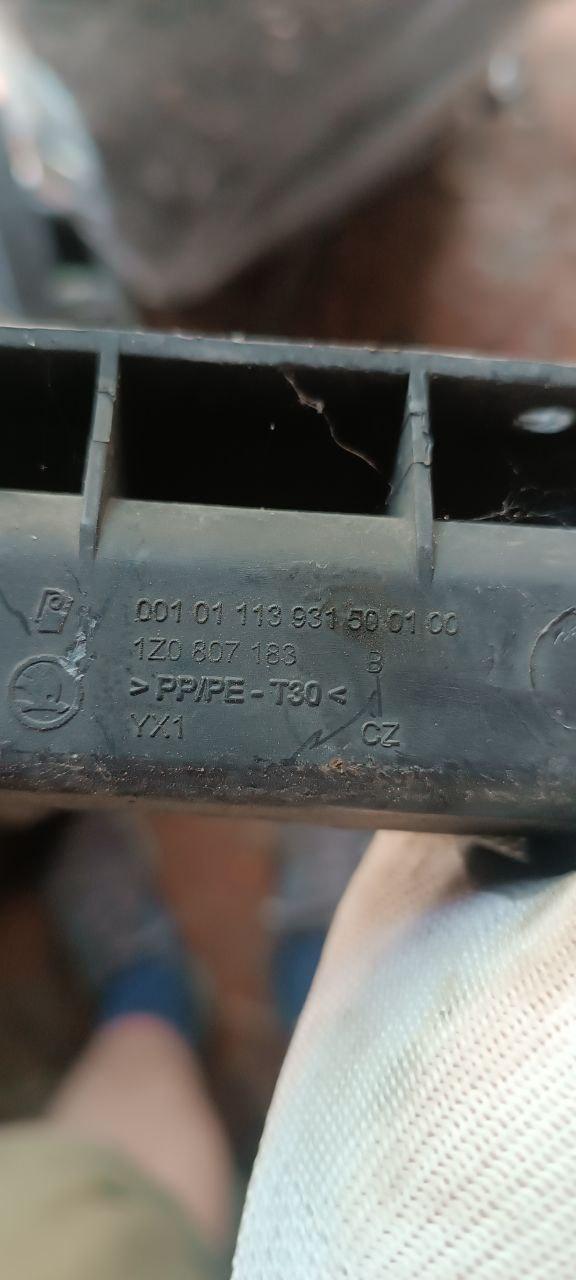 001 01 113 931 50 01 00
1Z0 807 183 B
> PP/PE - T30 <
YX1 CZ